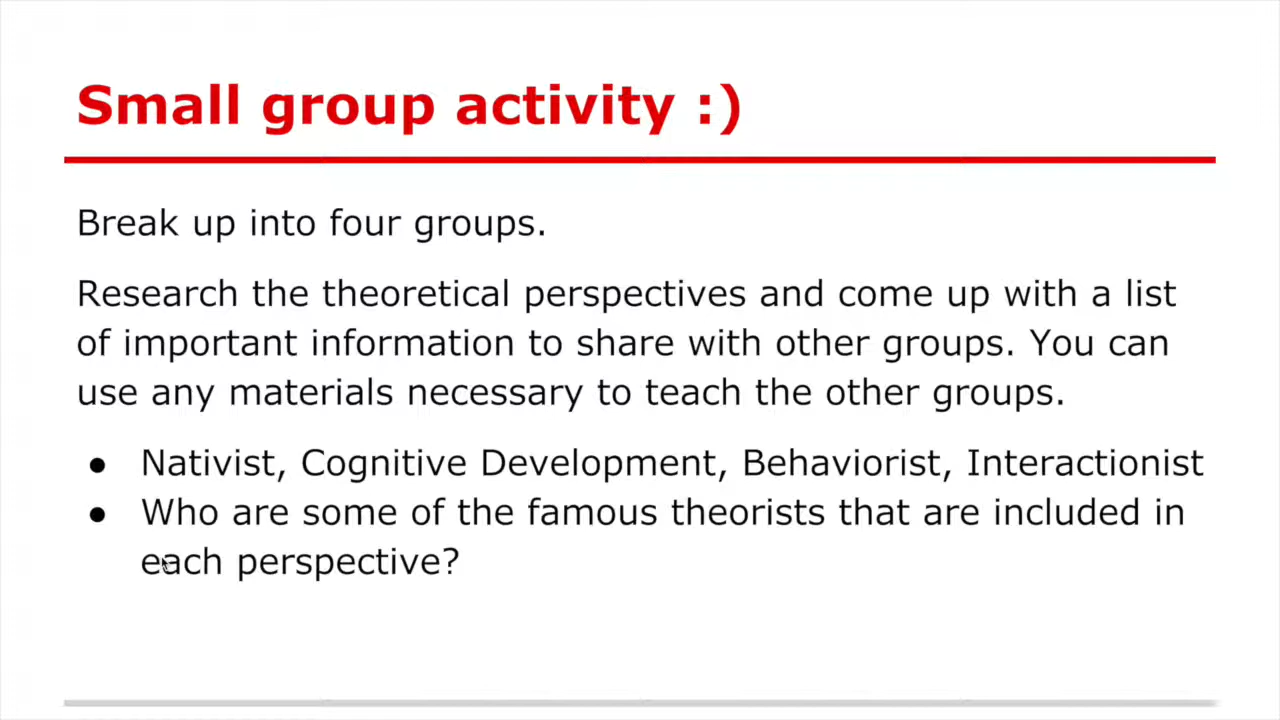 Small group activity :)
Break up into four groups.
Research the theoretical perspectives and come up with a list
of important information to share with other groups. You can
use any materials necessary to teach the other groups.
● Nativist, Cognitive Development, Behaviorist, Interactionist
● Who are some of the famous theorists that are included in
each perspective?